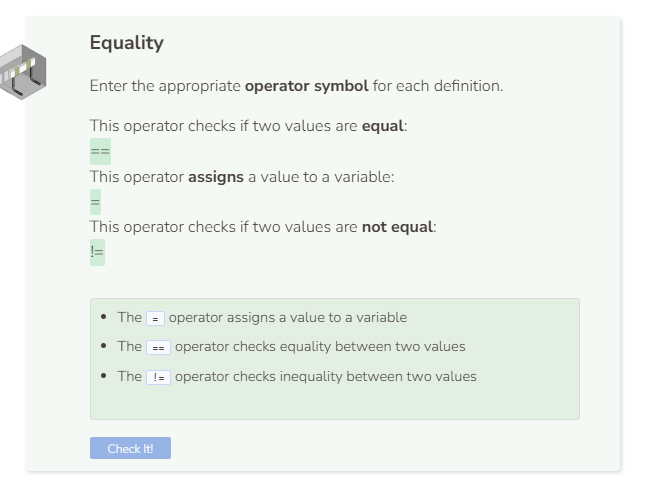 Equality
Enter the appropriate operator symbol for each definition.
This operator checks if two values are equal:
==
This operator assigns a value to a variable:
=
This operator checks if two values are not equal:
!=
• The = operator assigns a value to a variable
• The == operator checks equality between two values
• The != operator checks inequality between two values
Check It!